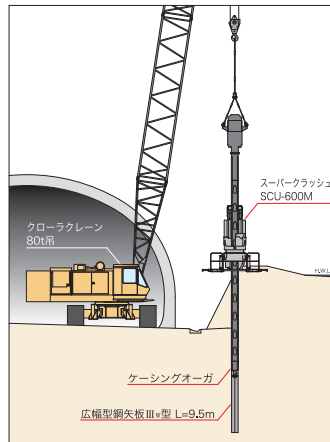 スーパークラッシュ
SCU-600M
クローラクレーン
80t吊
H.W.L
ケーシングオーガ
広幅型鋼矢板Ⅲw型 L=9.5m